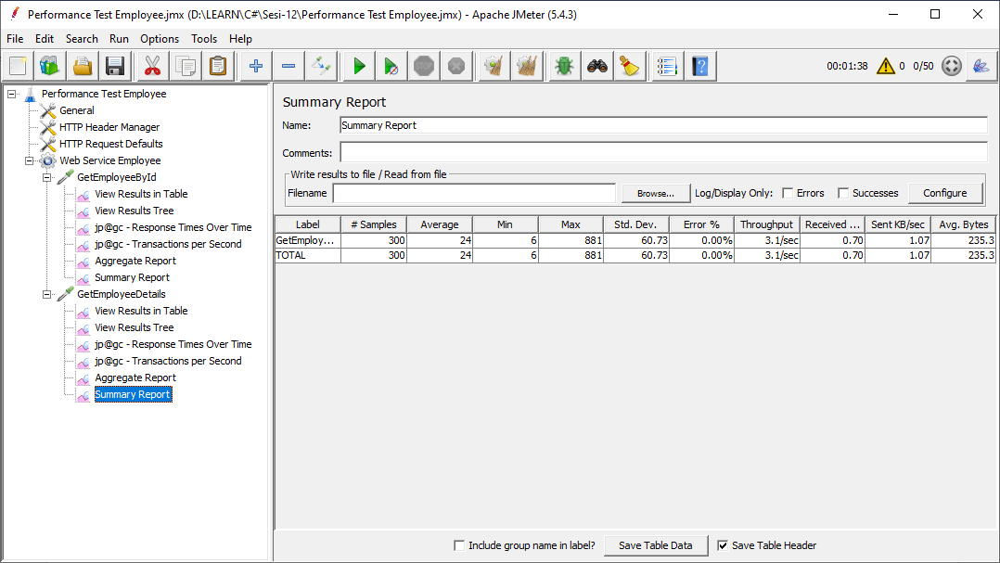 Performance Test Employee.jmx (D:\LEARN\C#\Sesi-12\Performance Test Employee.jmx) - Apache JMeter (5.4.3)
File Edit Search Run Options Tools Help
STOP 00:01:38 0 0/50
Performance Test Employee
General
HTTP Header Manager
HTTP Request Defaults
Web Service Employee
GetEmployeeById
View Results in Table
View Results Tree
jp@gc - Response Times Over Time
jp@gc - Transactions per Second
Aggregate Report
Summary Report
GetEmployeeDetails
View Results in Table
View Results Tree
jp@gc - Response Times Over Time
jp@gc - Transactions per Second
Aggregate Report
Summary Report
Summary Report
Name: Summary Report
Comments:
Write results to file / Read from file
Filename Browse... Log/Display Only: Errors Successes Configure
Label # Samples Average Min Max Std. Dev. Error % Throughput Received ... Sent KB/sec Avg. Bytes
GetEmploy... 300 24 6 881 60.73 0.00% 3.1/sec 0.70 1.07 235.3
TOTAL 300 24 6 881 60.73 0.00% 3.1/sec 0.70 1.07 235.3
Include group name in label? Save Table Data Save Table Header